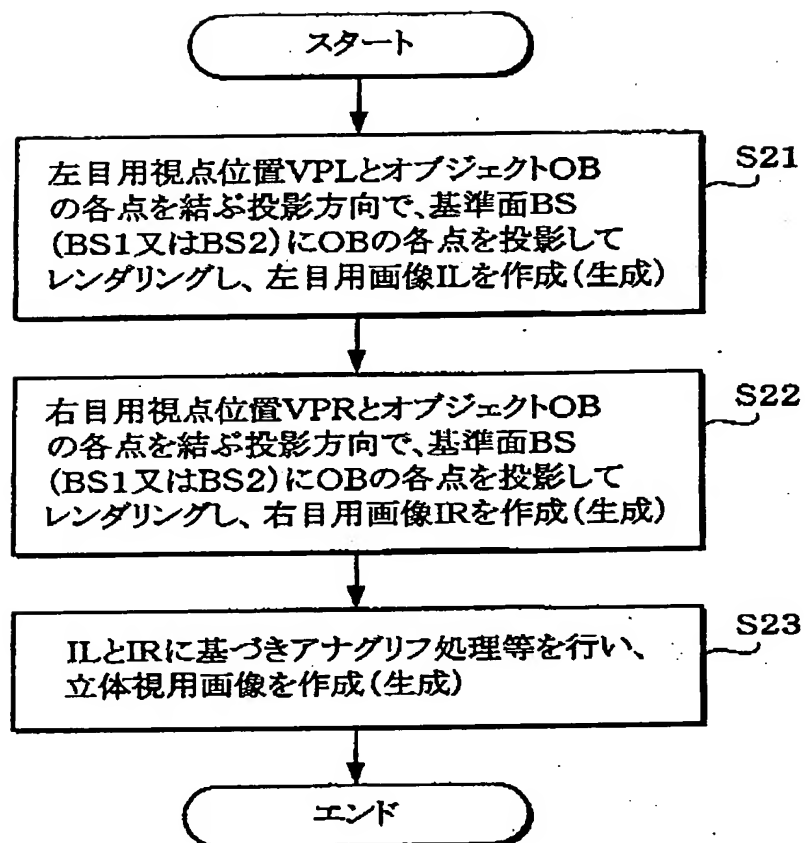 スタート
左目用視点位置VPLとオブジェクトOB
の各点を結ぶ投影方向で、基準面BS
(BS1又はBS2)にOBの各点を投影して
レンダリングし、左目用画像ILを作成(生成)
S21
右目用視点位置VPRとオブジェクトOB
の各点を結ぶ投影方向で、基準面BS
(BS1又はBS2)にOBの各点を投影して
レンダリングし、右目用画像IRを作成(生成)
S22
ILとIRに基づきアナグリフ処理等を行い、
立体視用画像を作成(生成)
S23
エンド